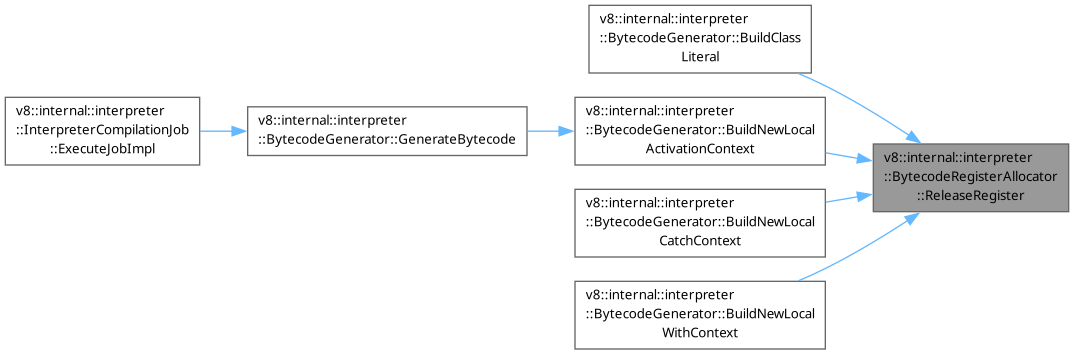 v8::internal::interpreter
::BytecodeGenerator::BuildClass
Literal
v8::internal::interpreter
::InterpreterCompilationJob
::ExecuteJobImpl
v8::internal::interpreter
::BytecodeGenerator::GenerateBytecode
v8::internal::interpreter
::BytecodeGenerator::BuildNewLocal
ActivationContext
v8::internal::interpreter
::BytecodeRegisterAllocator
::ReleaseRegister
v8::internal::interpreter
::BytecodeGenerator::BuildNewLocal
CatchContext
v8::internal::interpreter
::BytecodeGenerator::BuildNewLocal
WithContext